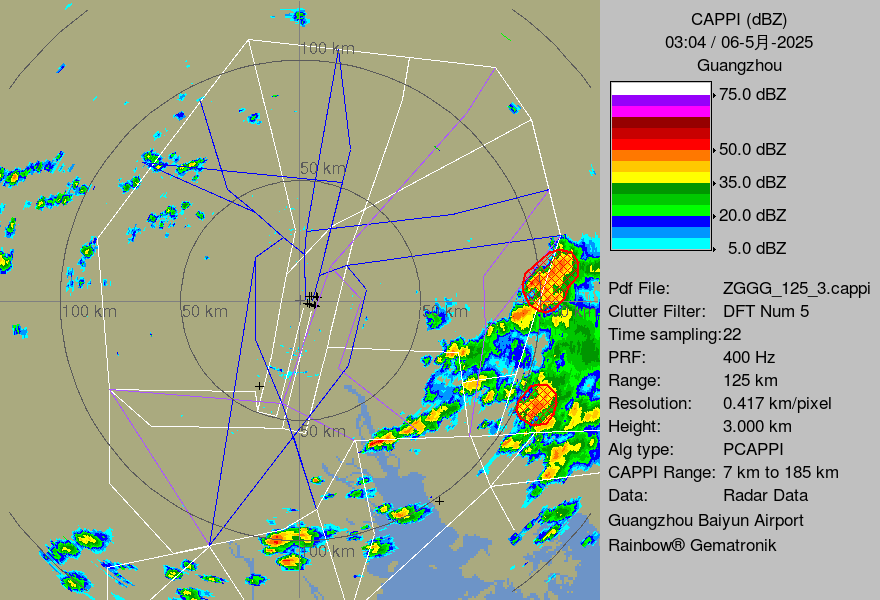 CAPPI (dBZ)
03:04 / 06-5月-2025
Guangzhou
75.0 dBZ
50.0 dBZ
35.0 dBZ
20.0 dBZ
5.0 dBZ
Pdf File: ZGGG_125_3.cappi
Clutter Filter: DFT Num 5
Time sampling:22
PRF: 400 Hz
Range: 125 km
Resolution: 0.417 km/pixel
Height: 3.000 km
Alg type: PCAPPI
CAPPI Range: 7 km to 185 km
Data: Radar Data
Guangzhou Baiyun Airport
Rainbow® Gematronik
100 km
50 km
100 km
50 km
50 km
50 km
100 km